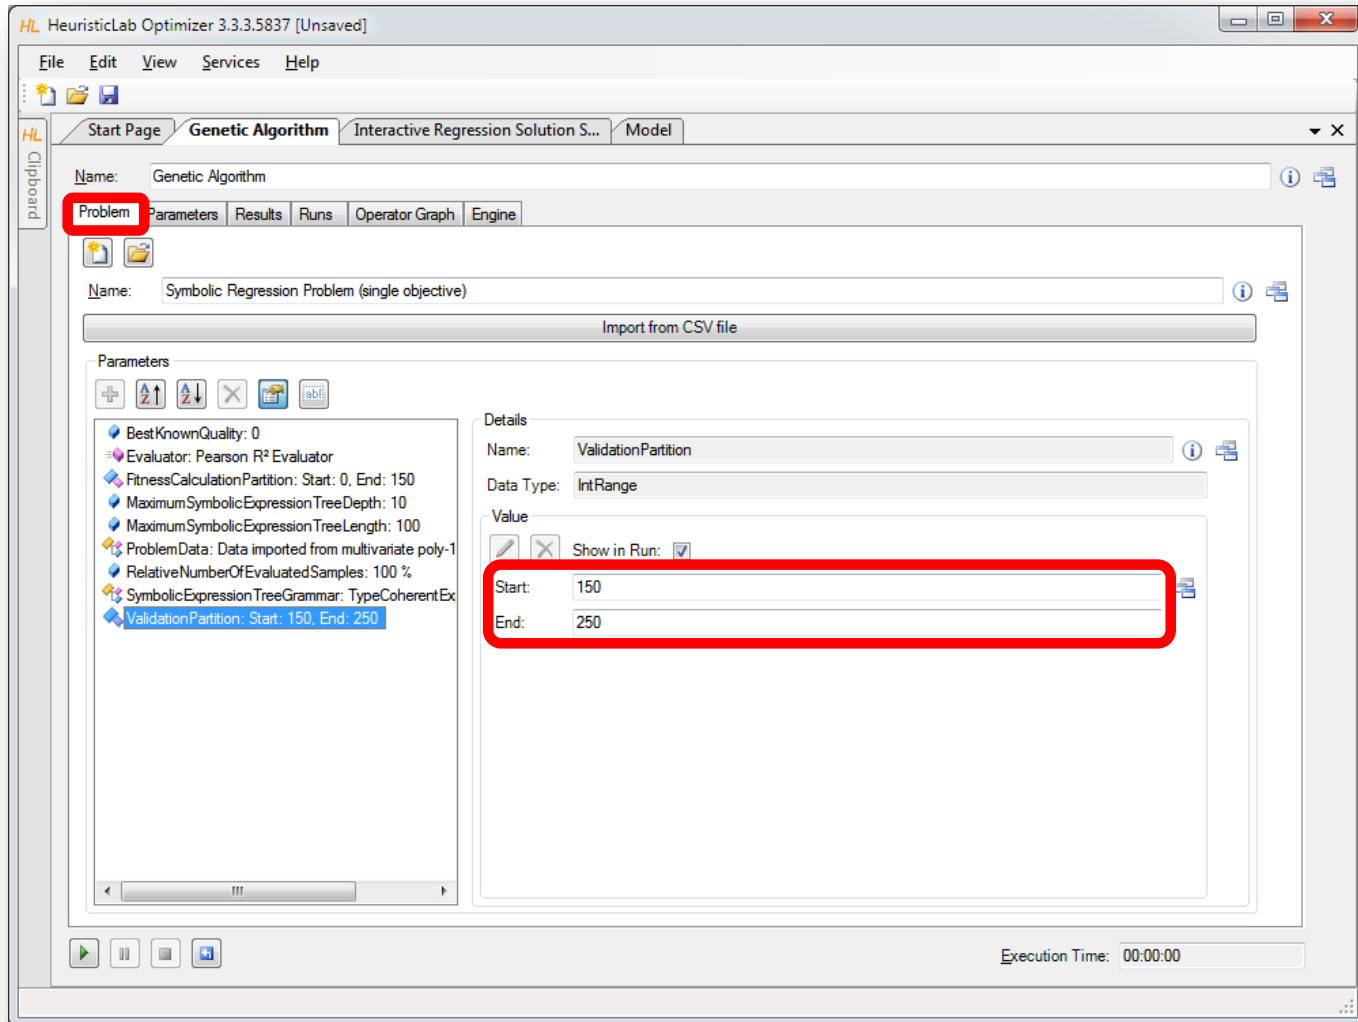 HL HeuristicLab Optimizer 3.3.3.5837 [Unsaved]
File Edit View Services Help
HL Clipboard
Start Page Genetic Algorithm Interactive Regression Solution S... Model
Name: Genetic Algorithm
Problem Parameters Results Runs Operator Graph Engine
Name: Symbolic Regression Problem (single objective)
Import from CSV file
Parameters
BestKnownQuality: 0
Evaluator: Pearson R² Evaluator
FitnessCalculationPartition: Start: 0, End: 150
MaximumSymbolicExpressionTreeDepth: 10
MaximumSymbolicExpressionTreeLength: 100
ProblemData: Data imported from multivariate poly-1
RelativeNumberOfEvaluatedSamples: 100 %
SymbolicExpressionTreeGrammar: TypeCoherentEx
ValidationPartition: Start: 150, End: 250
Details
Name: ValidationPartition
Data Type: IntRange
Value
Show in Run:
Start: 150
End: 250
Execution Time: 00:00:00